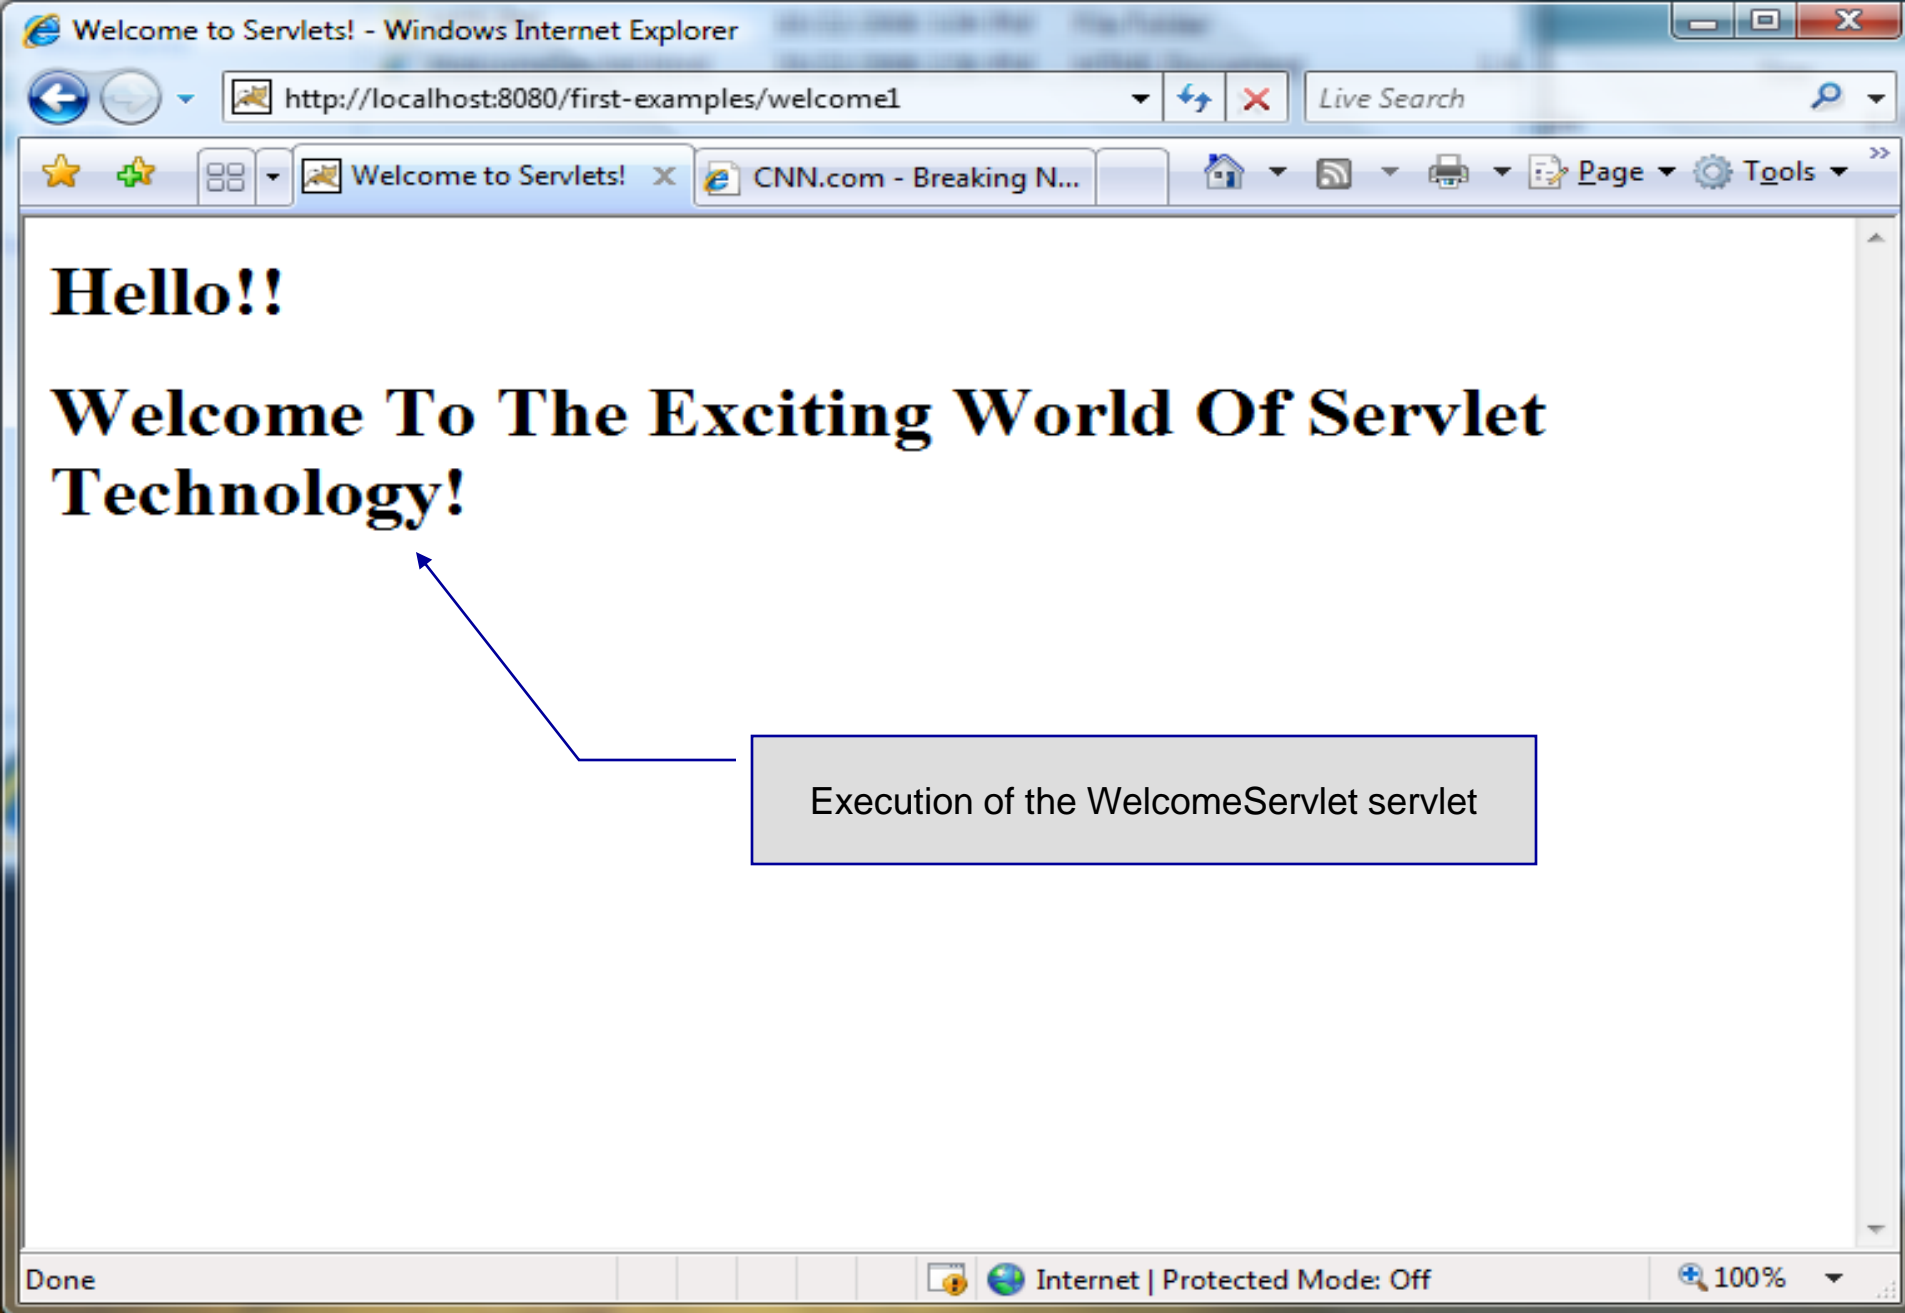 Welcome to Servlets! - Windows Internet Explorer
http://localhost:8080/first-examples/welcome1
Live Search
Welcome to Servlets!
CNN.com - Breaking N...
Page
Tools
Hello!!
Welcome To The Exciting World Of Servlet
Technology!
Execution of the WelcomeServlet servlet
Done
Internet | Protected Mode: Off
100%